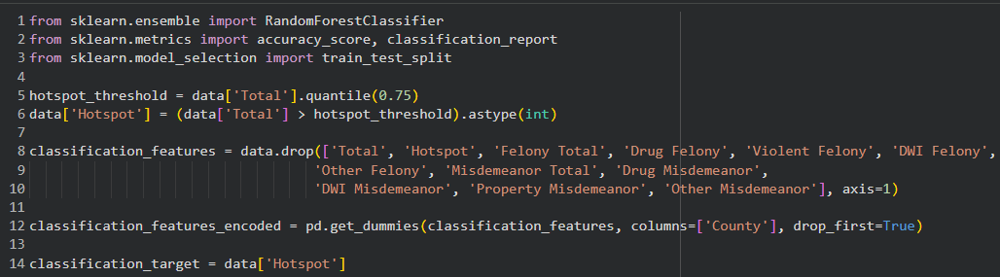 1 from sklearn.ensemble import RandomForestClassifier
2 from sklearn.metrics import accuracy_score, classification_report
3 from sklearn.model_selection import train_test_split
4
5 hotspot_threshold = data['Total'].quantile(0.75)
6 data['Hotspot'] = (data['Total'] > hotspot_threshold).astype(int)
7
8 classification_features = data.drop(['Total', 'Hotspot', 'Felony Total', 'Drug Felony', 'Violent Felony', 'DWI Felony',
9                                     'Other Felony', 'Misdemeanor Total', 'Drug Misdemeanor',
10                                     'DWI Misdemeanor', 'Property Misdemeanor', 'Other Misdemeanor'], axis=1)
11
12 classification_features_encoded = pd.get_dummies(classification_features, columns=['County'], drop_first=True)
13
14 classification_target = data['Hotspot']